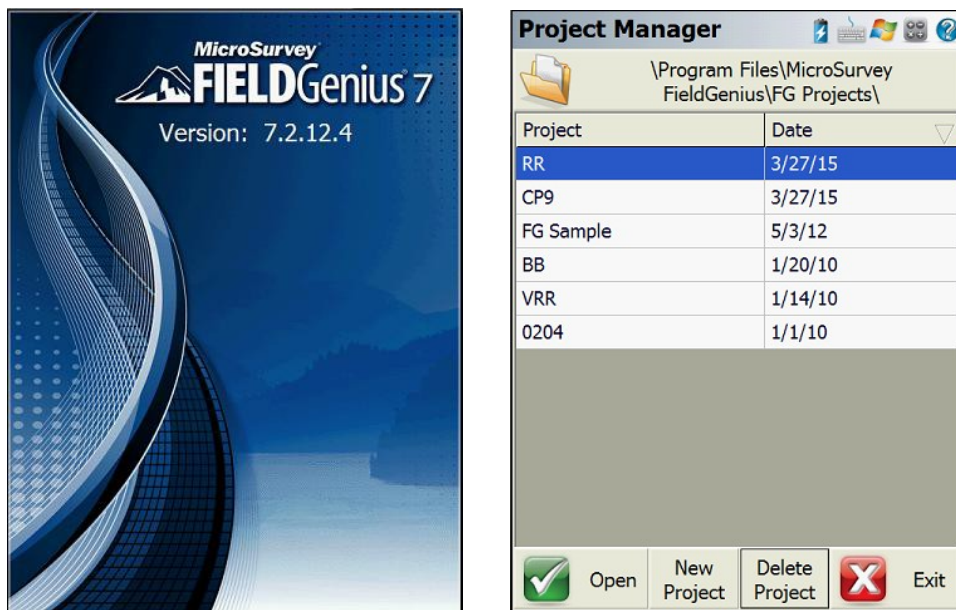 MicroSurvey
FIELDGenius 7
Version: 7.2.12.4
Project Manager
\Program Files\MicroSurvey
FieldGenius\FG Projects\
Project Date
RR 3/27/15
CP9 3/27/15
FG Sample 5/3/12
BB 1/20/10
VRR 1/14/10
0204 1/1/10
Open
New
Project
Delete
Project
Exit